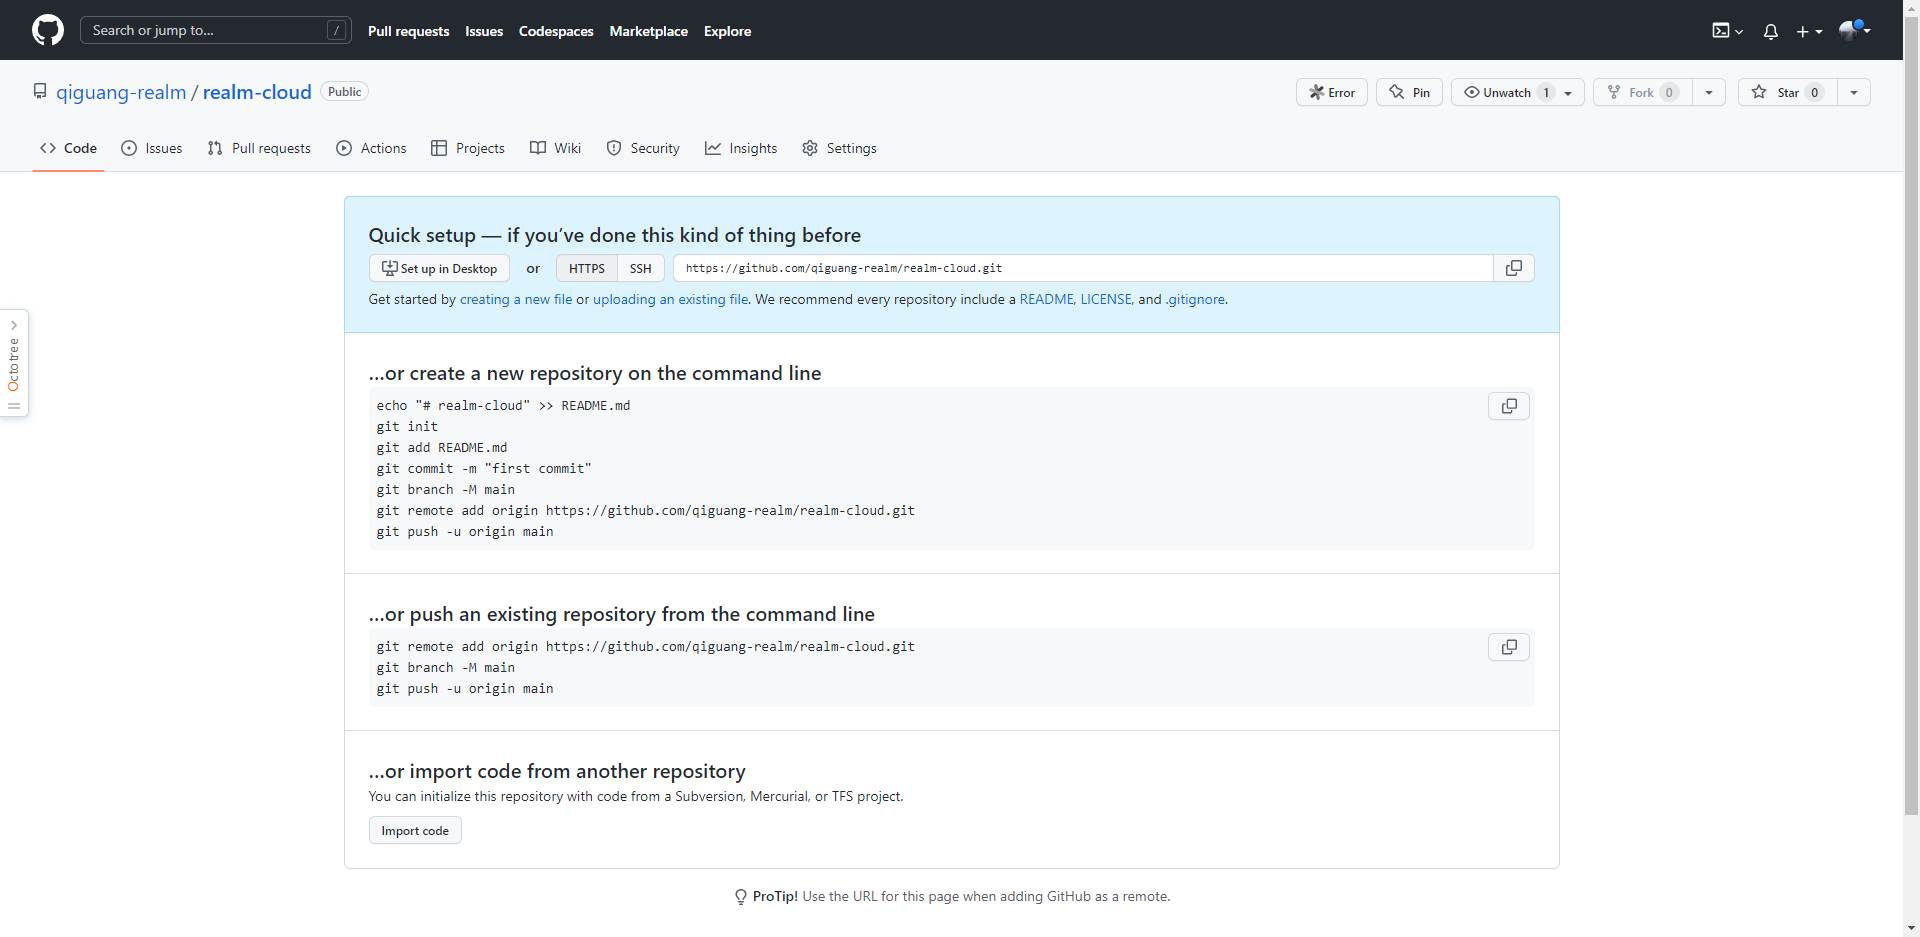 Search or jump to... /
Pull requests Issues Codespaces Marketplace Explore
qiguang-realm / realm-cloud Public
Error Pin Unwatch 1 Fork 0 Star 0
Code Issues Pull requests Actions Projects Wiki Security Insights Settings
Octotree
Quick setup — if you’ve done this kind of thing before
Set up in Desktop or HTTPS SSH https://github.com/qiguang-realm/realm-cloud.git
Get started by creating a new file or uploading an existing file. We recommend every repository include a README, LICENSE, and .gitignore.
…or create a new repository on the command line
echo "# realm-cloud" >> README.md
git init
git add README.md
git commit -m "first commit"
git branch -M main
git remote add origin https://github.com/qiguang-realm/realm-cloud.git
git push -u origin main
…or push an existing repository from the command line
git remote add origin https://github.com/qiguang-realm/realm-cloud.git
git branch -M main
git push -u origin main
…or import code from another repository
You can initialize this repository with code from a Subversion, Mercurial, or TFS project.
Import code
ProTip! Use the URL for this page when adding GitHub as a remote.